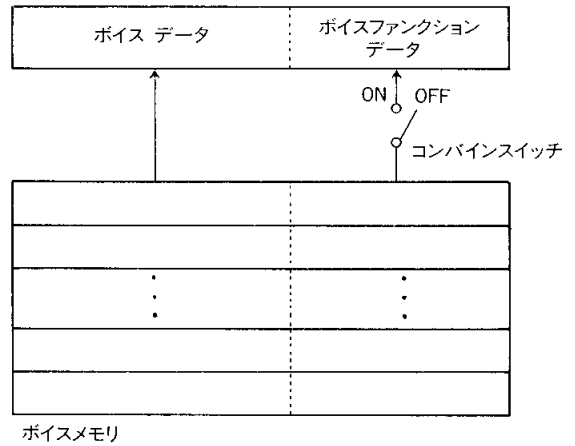 ボイス データ
ボイスファンクション
データ
ON
OFF
コンバインスイッチ
ボイスメモリ